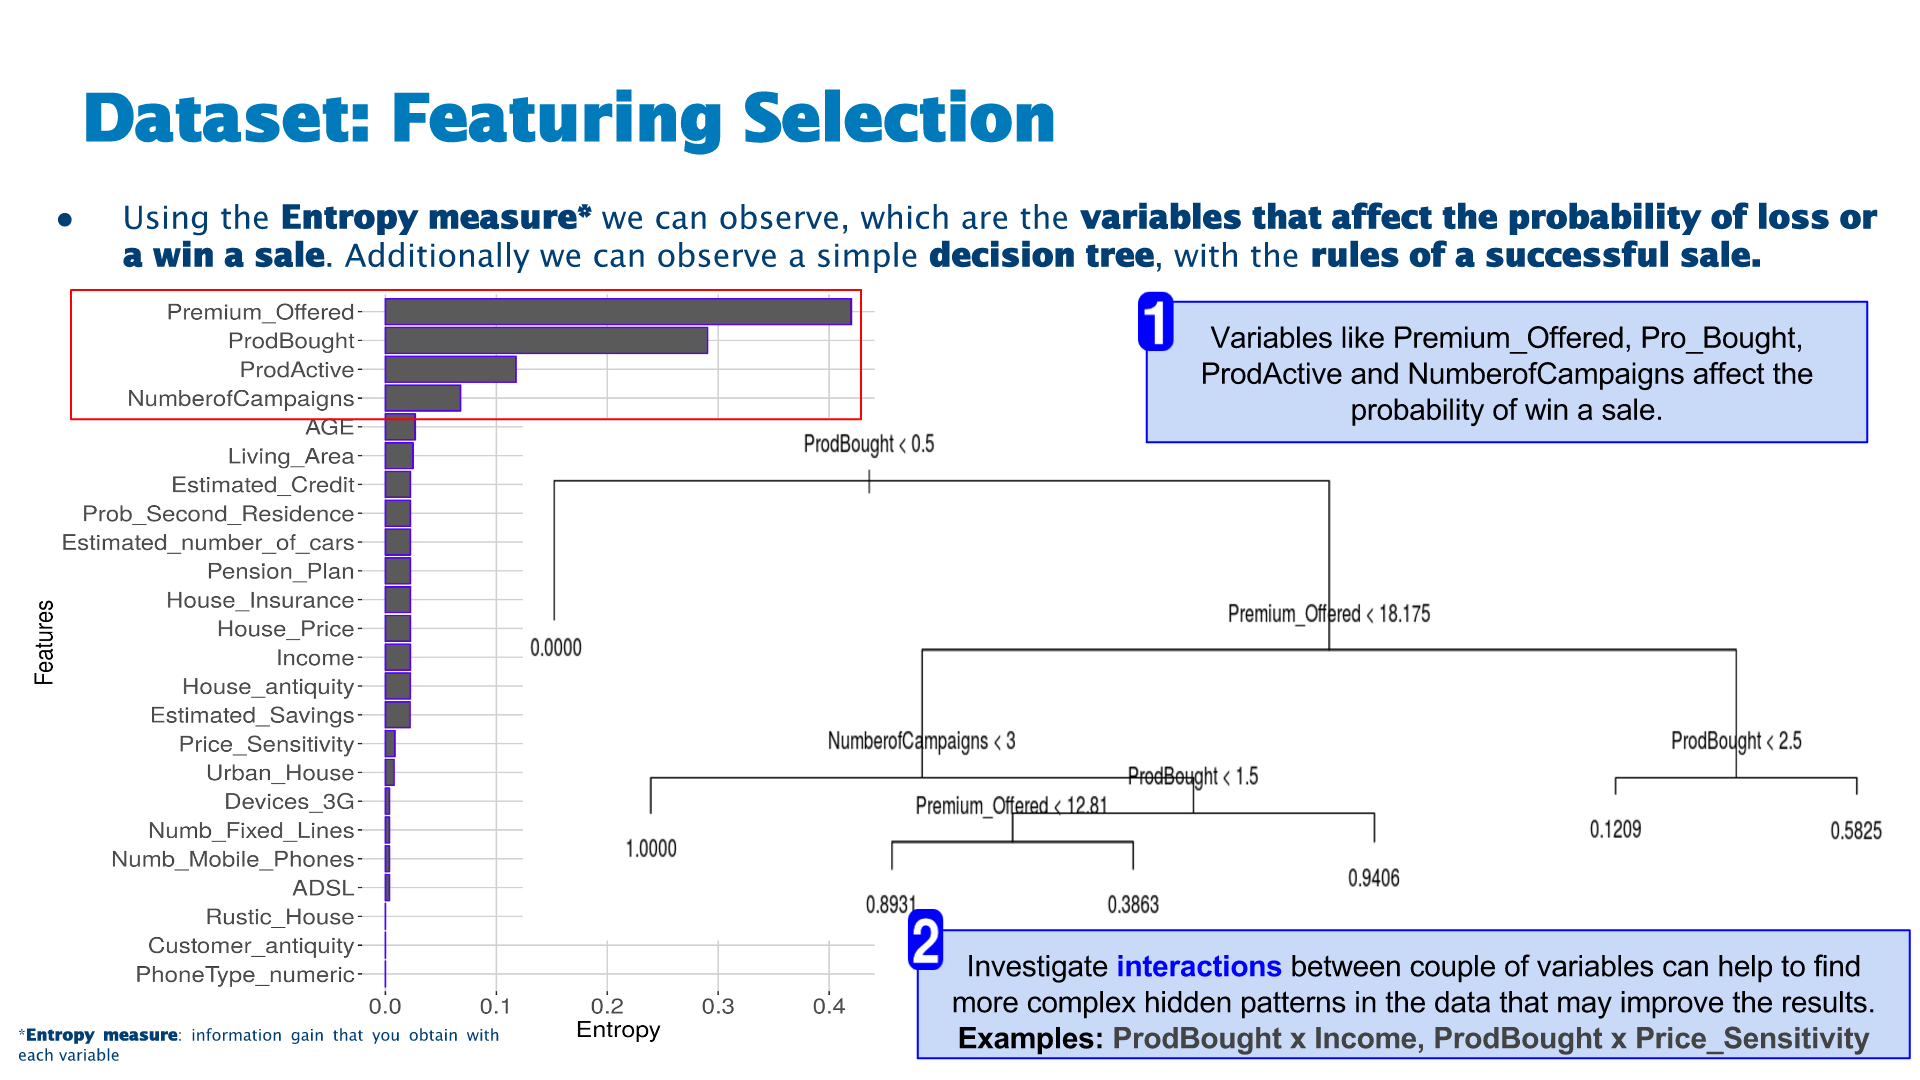 Dataset: Featuring Selection
● Using the Entropy measure* we can observe, which are the variables that affect the probability of loss or
a win a sale. Additionally we can observe a simple decision tree, with the rules of a successful sale.
Premium_Offered
ProdBought
ProdActive
NumberofCampaigns
AGE
Living_Area
Estimated_Credit
Prob_Second_Residence
Estimated_number_of_cars
Pension_Plan
House_Insurance
House_Price
Income
House_antiquity
Estimated_Savings
Price_Sensitivity
Urban_House
Devices_3G
Numb_Fixed_Lines
Numb_Mobile_Phones
ADSL
Rustic_House
Customer_antiquity
PhoneType_numeric
Features
0.0 0.1 0.2 0.3 0.4
Entropy
*Entropy measure: information gain that you obtain with
each variable
1
Variables like Premium_Offered, Pro_Bought,
ProdActive and NumberofCampaigns affect the
probability of win a sale.
ProdBought < 0.5
0.0000
Premium_Offered < 18.175
NumberofCampaigns < 3
ProdBought < 2.5
ProdBought < 1.5
Premium_Offered < 12.81
1.0000
0.1209
0.5825
0.9406
0.8931
0.3863
2
Investigate interactions between couple of variables can help to find
more complex hidden patterns in the data that may improve the results.
Examples: ProdBought x Income, ProdBought x Price_Sensitivity